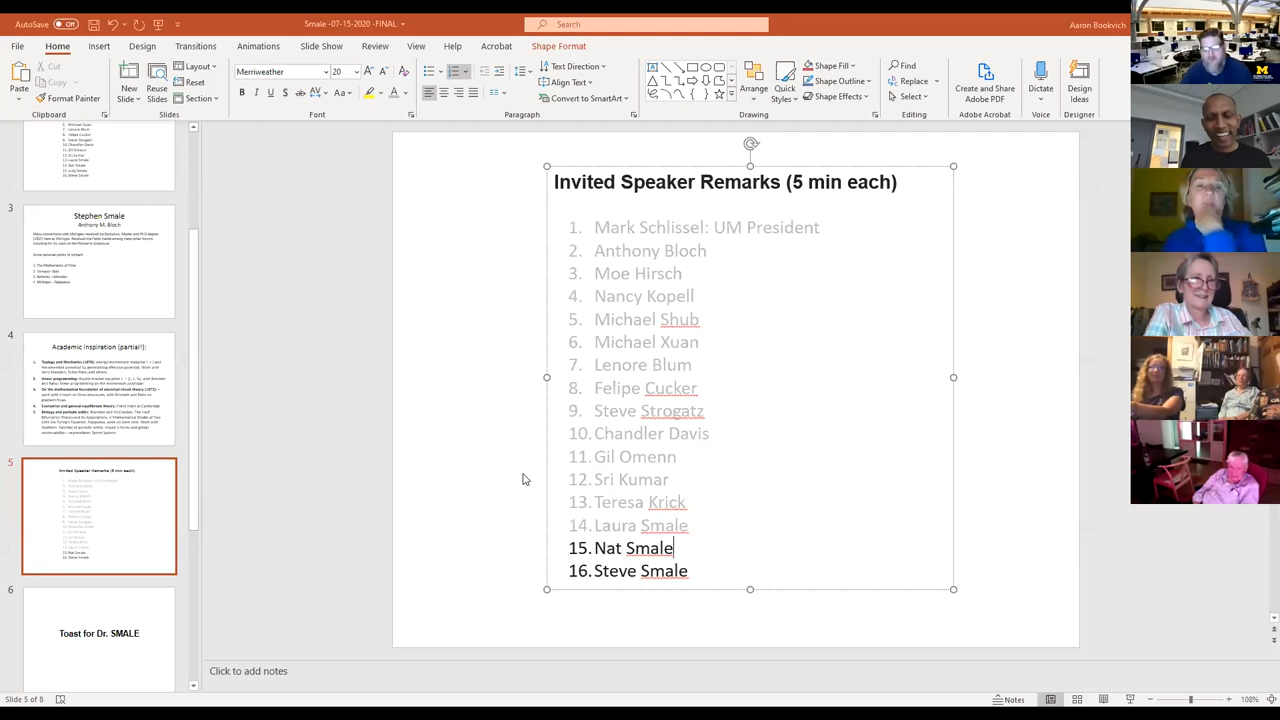 AutoSave Off Smale -07-15-2020 -FINAL Search Aaron Bookvich
File Home Insert Design Transitions Animations Slide Show Review View Help Acrobat Shape Format
Paste Cut Copy Format Painter Clipboard
New Slide Reuse Slides Layout Reset Section Slides
Merriweather 20 Font
Text Direction Align Text Convert to SmartArt Paragraph
Arrange Quick Styles Shape Fill Shape Outline Shape Effects Drawing
Find Replace Select Editing
Create and Share Adobe PDF Adobe Acrobat
Dictate Voice
Design Ideas Designer
3
Stephen Smale
Anthony M. Bloch
4
Academic Inspiration (partial!):
5
Invited Speaker Remarks (5 min each)
6
Toast for Dr. SMALE
Invited Speaker Remarks (5 min each)
1. Mark Schlissel: UM President
2. Anthony Bloch
3. Moe Hirsch
4. Nancy Kopell
5. Michael Shub
6. Michael Xuan
7. Lenore Blum
8. Felipe Cucker
9. Steve Strogatz
10. Chandler Davis
11. Gil Omenn
12. Sri Kumar
13. Teresa Krick
14. Laura Smale
15. Nat Smale
16. Steve Smale
Click to add notes
Slide 5 of 8 Notes 108%